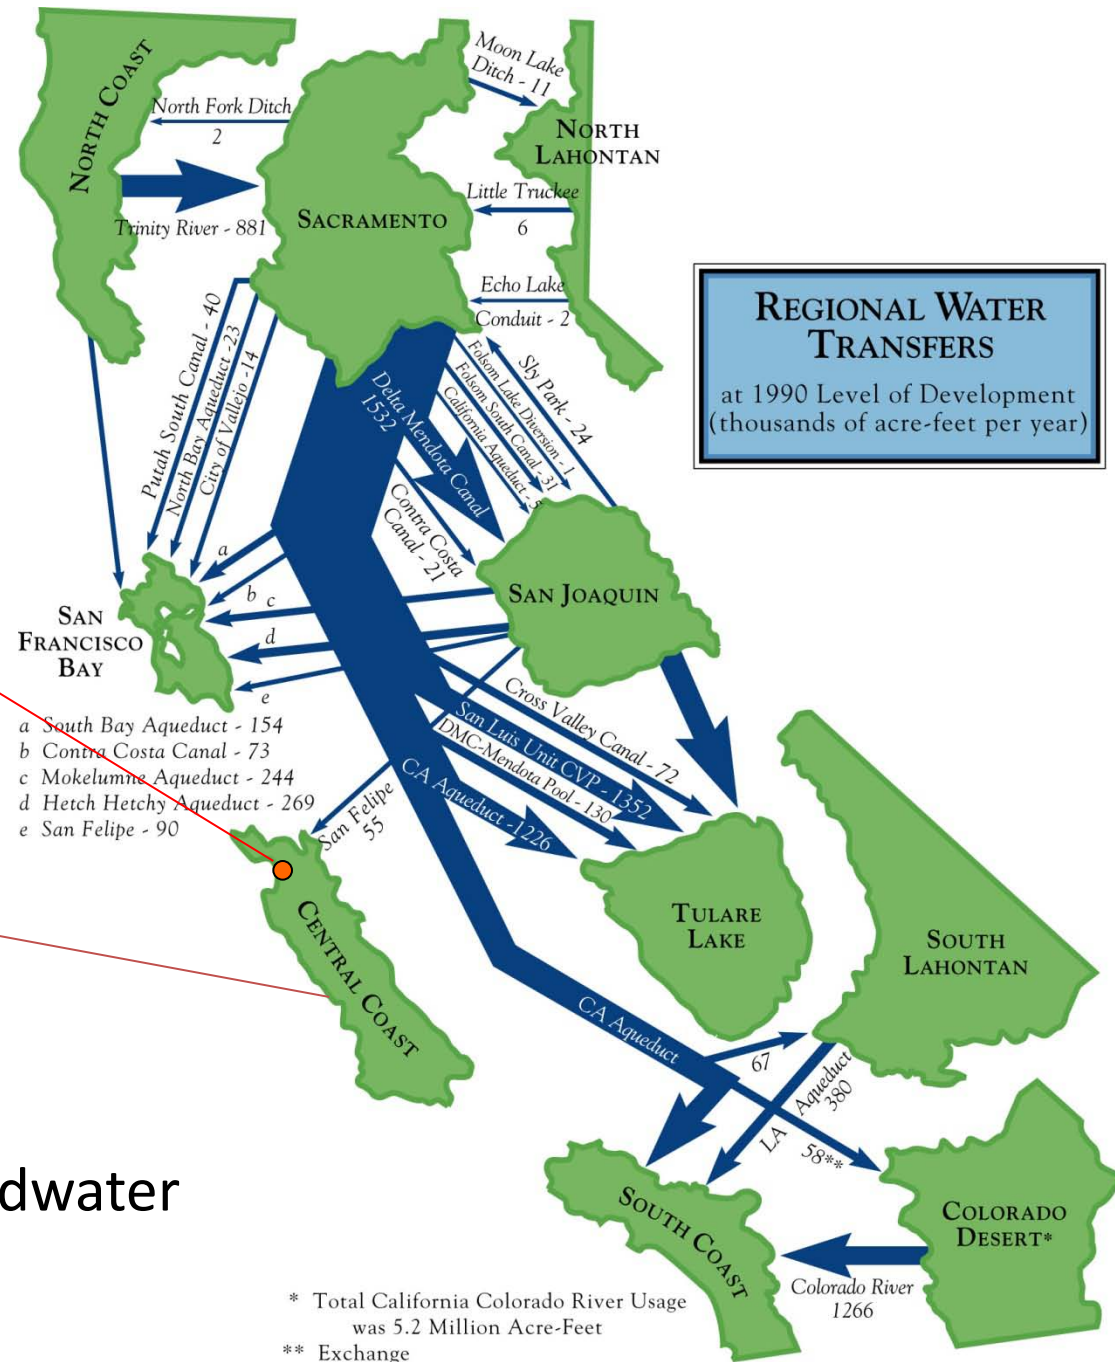 Moon Lake
Ditch - 11
NORTH COAST
North Fork Ditch
2
NORTH
LAHONTAN
Trinity River - 881
SACRAMENTO
Little Truckee
6
Echo Lake
Conduit - 2
REGIONAL WATER
TRANSFERS
at 1990 Level of Development
(thousands of acre-feet per year)
Putah South Canal - 40
North Bay Aqueduct -23
City of Vallejo -14
Delta Mendota Canal
1532
Folsom Lake Diversion - 1
Folsom South Canal - 31
California Aqueduct - 5
Sly Park - 24
Contra Costa
Canal - 21
SAN JOAQUIN
a
b
c
d
e
SAN
FRANCISCO
BAY
a South Bay Aqueduct - 154
b Contra Costa Canal - 73
c Mokelumne Aqueduct - 244
d Hetch Hetchy Aqueduct - 269
e San Felipe - 90
Cross Valley Canal - 72
San Luis Unit CVP - 1352
DMC-Mendota Pool - 130
CA Aqueduct -1226
San Felipe
55
CENTRAL COAST
TULARE
LAKE
SOUTH
LAHONTAN
CA Aqueduct
67
LA Aqueduct
380
58**
dwater
SOUTH COAST
COLORADO
DESERT*
Colorado River
1266
* Total California Colorado River Usage
was 5.2 Million Acre-Feet
** Exchange